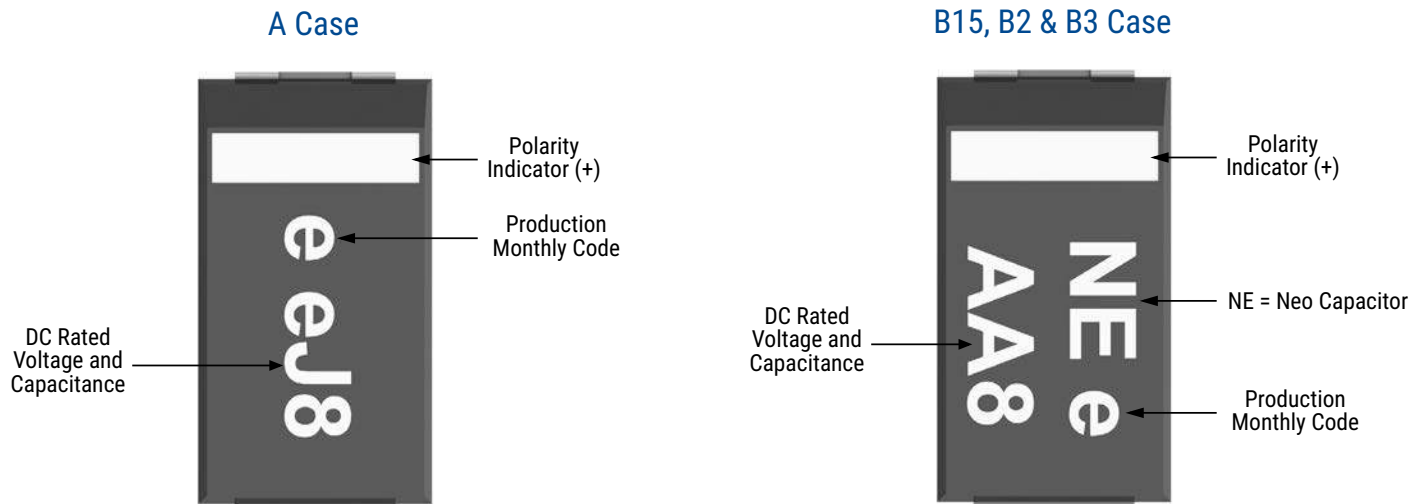 A Case
Polarity
Indicator (+)
e
Production
Monthly Code
eJ8
DC Rated
Voltage and
Capacitance
B15, B2 & B3 Case
Polarity
Indicator (+)
NE
AA8
NE = Neo Capacitor
DC Rated
Voltage and
Capacitance
e
Production
Monthly Code